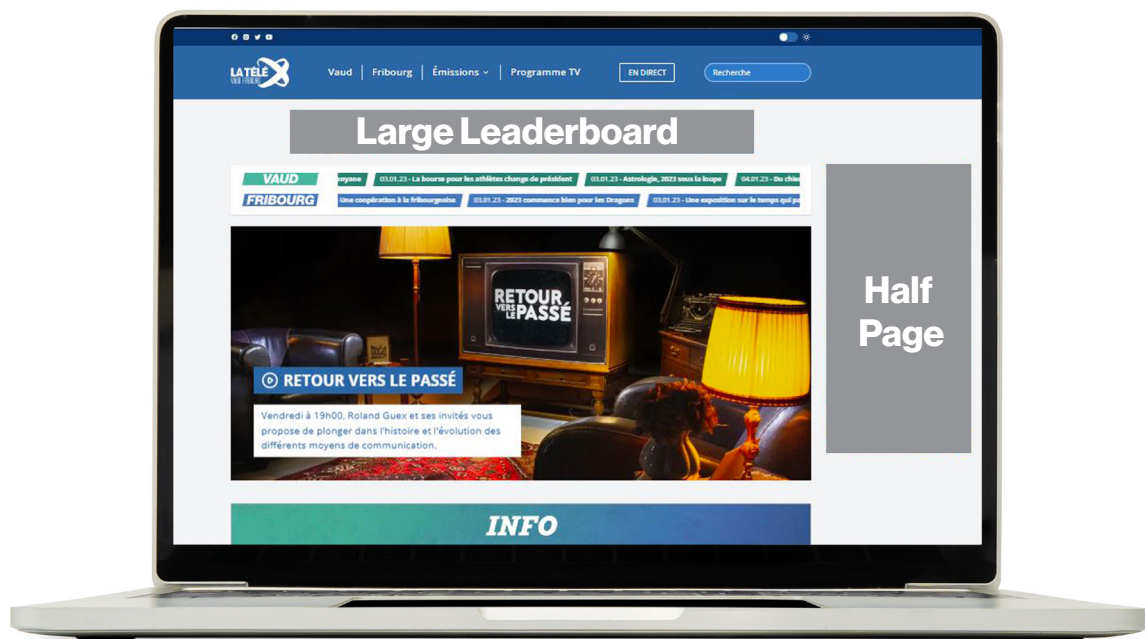 LA TÉLÉ
VAUD FRIBOURG
Vaud
Fribourg
Émissions
Programme TV
EN DIRECT
Recherche
Large Leaderboard
VAUD
03.01.23 - La bourse pour les athlètes change de président
03.01.23 - Astrologie, 2023 sous la loupe
04.01.23 - Du
FRIBOURG
Une coopération à la fribourgeoise
03.01.23 - 2023 commence bien pour les Dragons
03.01.23 - Une exposition sur le temps qui
RETOUR
VERS
LE PASSÉ
Half
Page
RETOUR VERS LE PASSÉ
Vendredi à 19h00, Roland Guex et ses invités vous
propose de plonger dans l'histoire et l'évolution des
différents moyens de communication.
INFO